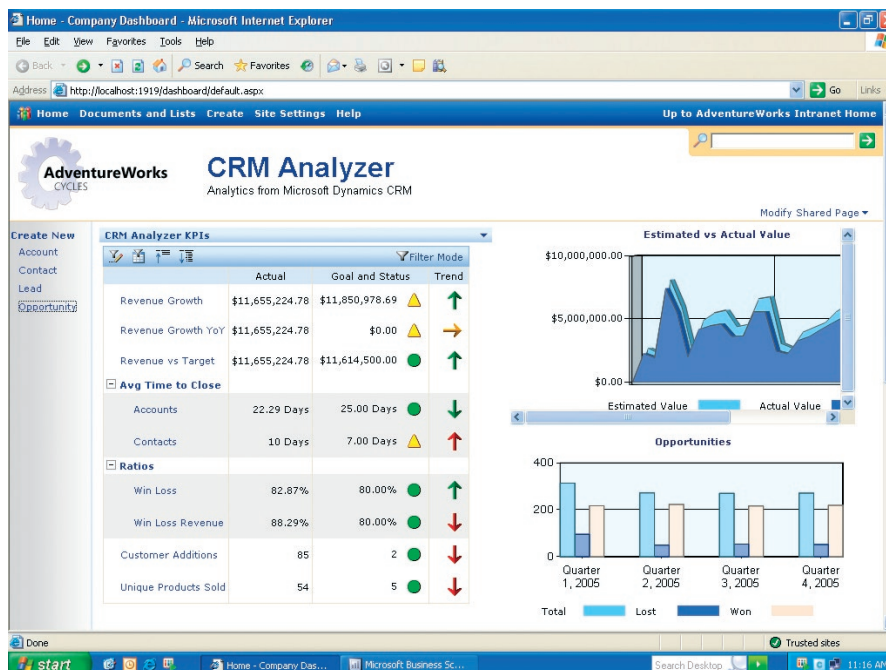 Home - Company Dashboard - Microsoft Internet Explorer
File Edit View Favorites Tools Help
Back Search Favorites
Address http://localhost:1919/dashboard/default.aspx Go Links
Home Documents and Lists Create Site Settings Help Up to AdventureWorks Intranet Home
AdventureWorks
CYCLES
CRM Analyzer
Analytics from Microsoft Dynamics CRM
Modify Shared Page
Create New
Account
Contact
Lead
Opportunity
CRM Analyzer KPIs
Filter Mode
Actual Goal and Status Trend
Revenue Growth $11,655,224.78 $11,850,978.69
Revenue Growth YoY $11,655,224.78 $0.00
Revenue vs Target $11,655,224.78 $11,614,500.00
Avg Time to Close
Accounts 22.29 Days 25.00 Days
Contacts 10 Days 7.00 Days
Ratios
Win Loss 82.87% 80.00%
Win Loss Revenue 88.29% 80.00%
Customer Additions 85 2
Unique Products Sold 54 5
Estimated vs Actual Value
$10,000,000.00
$5,000,000.00
$0.00
Estimated Value Actual Value
Opportunities
400
200
0
Quarter 1, 2005
Quarter 2, 2005
Quarter 3, 2005
Quarter 4, 2005
Total Lost Won
Done Trusted sites
start Home - Company Das... Microsoft Business Sc... Search Desktop 11:16 AM